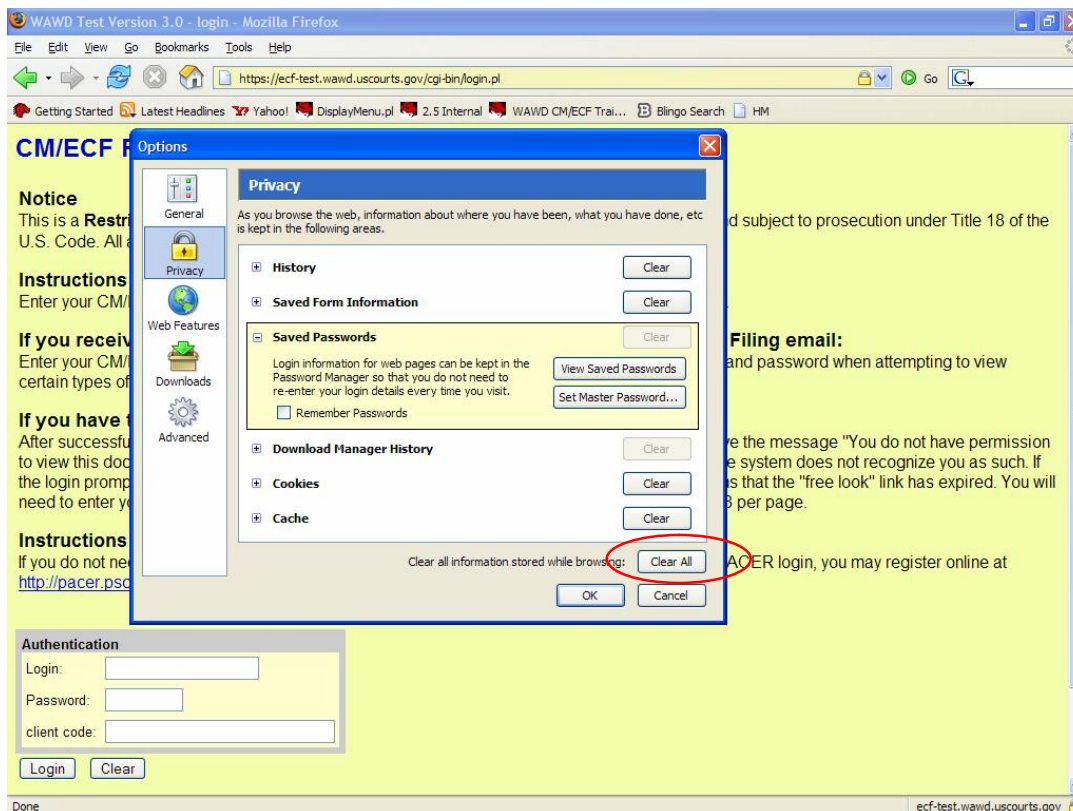 WAWD Test Version 3.0 - login - Mozilla Firefox
File Edit View Go Bookmarks Tools Help
https://ecf-test.wawd.uscourts.gov/cgi-bin/login.pl Go
Getting Started Latest Headlines Yahoo! DisplayMenu.pl 2.5 Internal WAWD CM/ECF Trai... Blingo Search HM
CM/ECF
Options
Privacy
As you browse the web, information about where you have been, what you have done, etc
is kept in the following areas.
General
Privacy
Web Features
Downloads
Advanced
History Clear
Saved Form Information Clear
Saved Passwords Clear
Login information for web pages can be kept in the
Password Manager so that you do not need to
re-enter your login details every time you visit.
View Saved Passwords
Set Master Password...
Remember Passwords
Download Manager History Clear
Cookies Clear
Cache Clear
Clear all information stored while browsing: Clear All
OK Cancel
Notice
This is a Restri d subject to prosecution under Title 18 of the
U.S. Code. All a
Instructions
Enter your CM/
If you receiv Filing email:
Enter your CM/ and password when attempting to view
certain types of
If you have t
After successfu ve the message "You do not have permission
to view this doc e system does not recognize you as such. If
the login promp s that the "free look" link has expired. You will
need to enter yo per page.
Instructions
If you do not nee ACER login, you may register online at
http://pacer.psc
Authentication
Login:
Password:
client code:
Login Clear
Done ecf-test.wawd.uscourts.gov